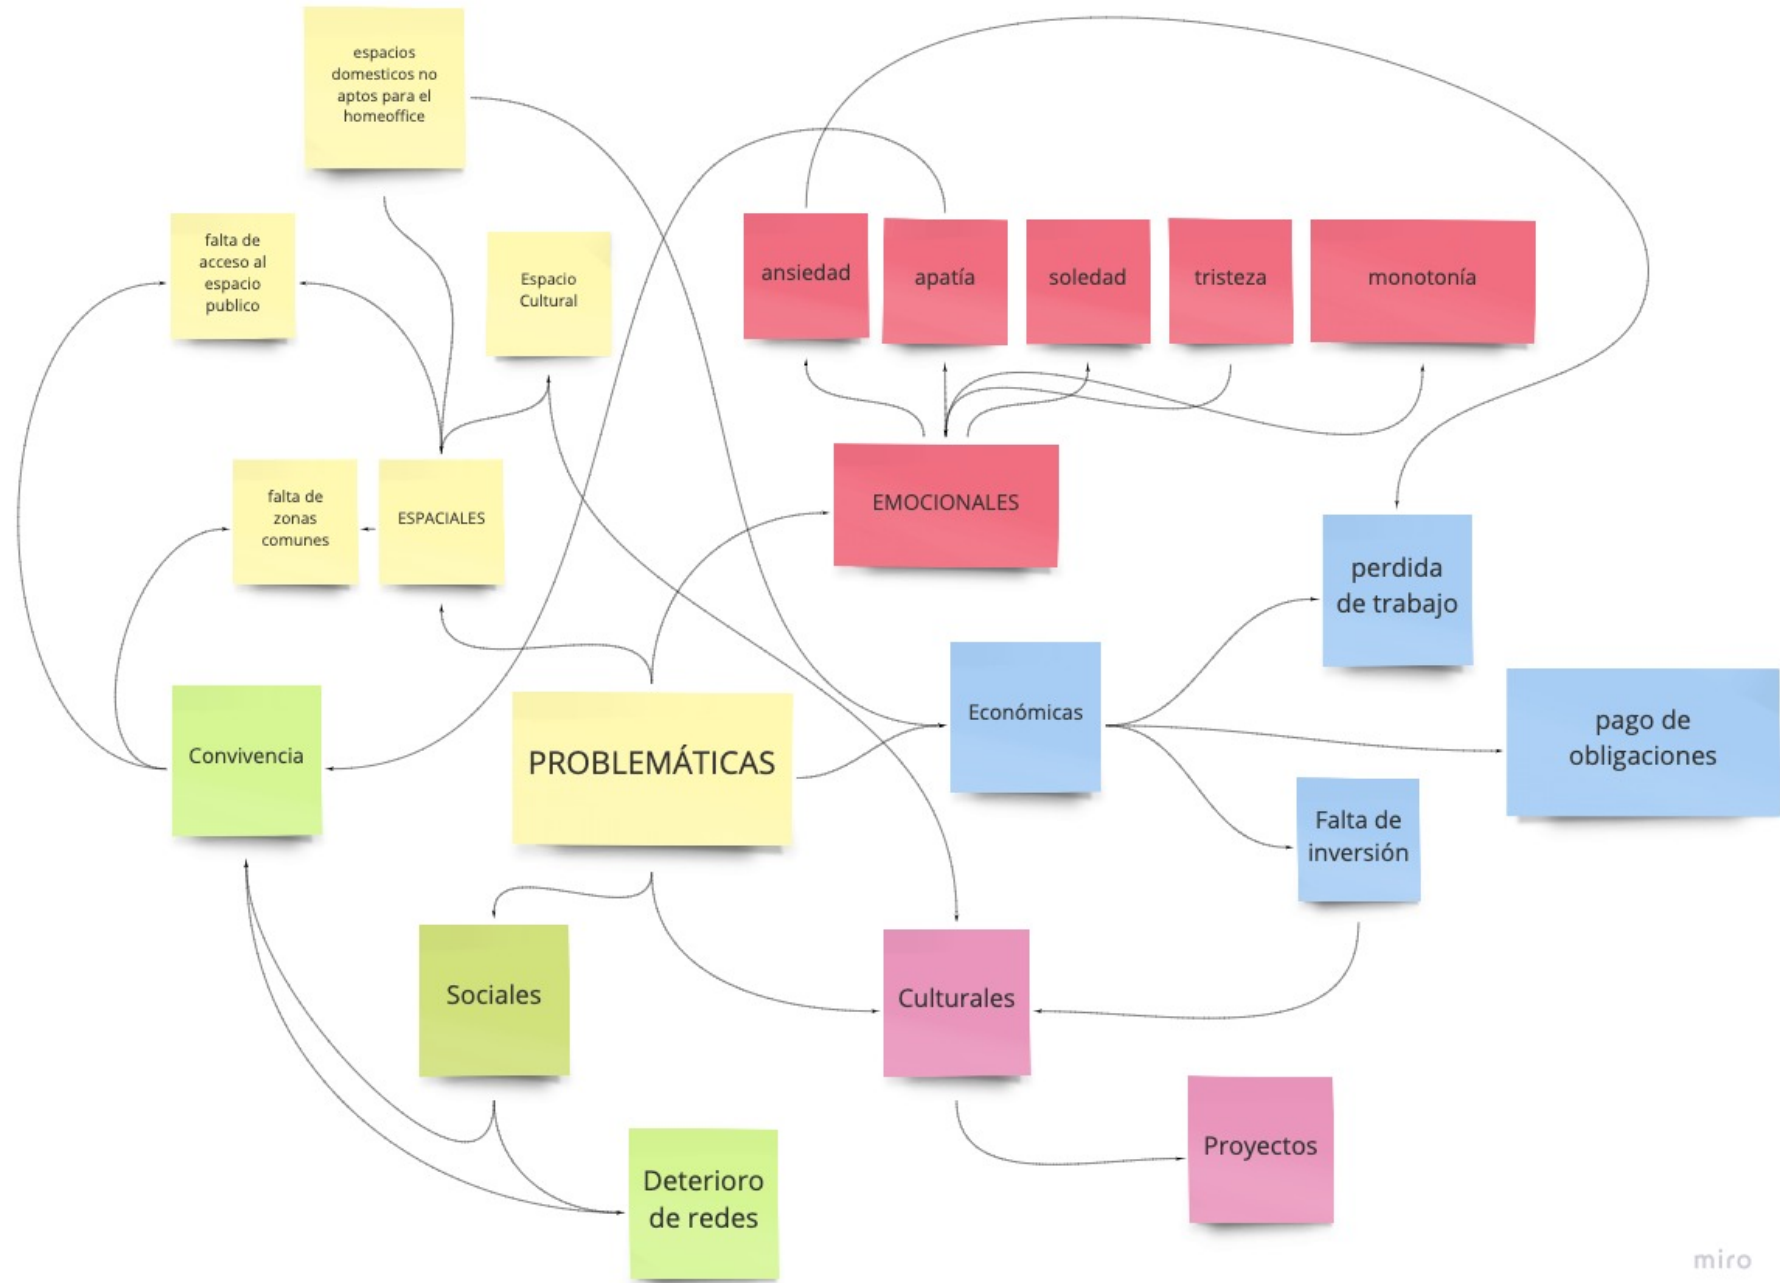 espacios
domesticos no
aptos para el
homeoffice
falta de
acceso al
espacio
publico
Espacio
Cultural
ansiedad
apatía
soledad
tristeza
monotonía
falta de
zonas
comunes
ESPACIALES
EMOCIONALES
perdida
de trabajo
Convivencia
PROBLEMÁTICAS
Económicas
pago de
obligaciones
Falta de
inversión
Sociales
Culturales
Deterioro
de redes
Proyectos
miro